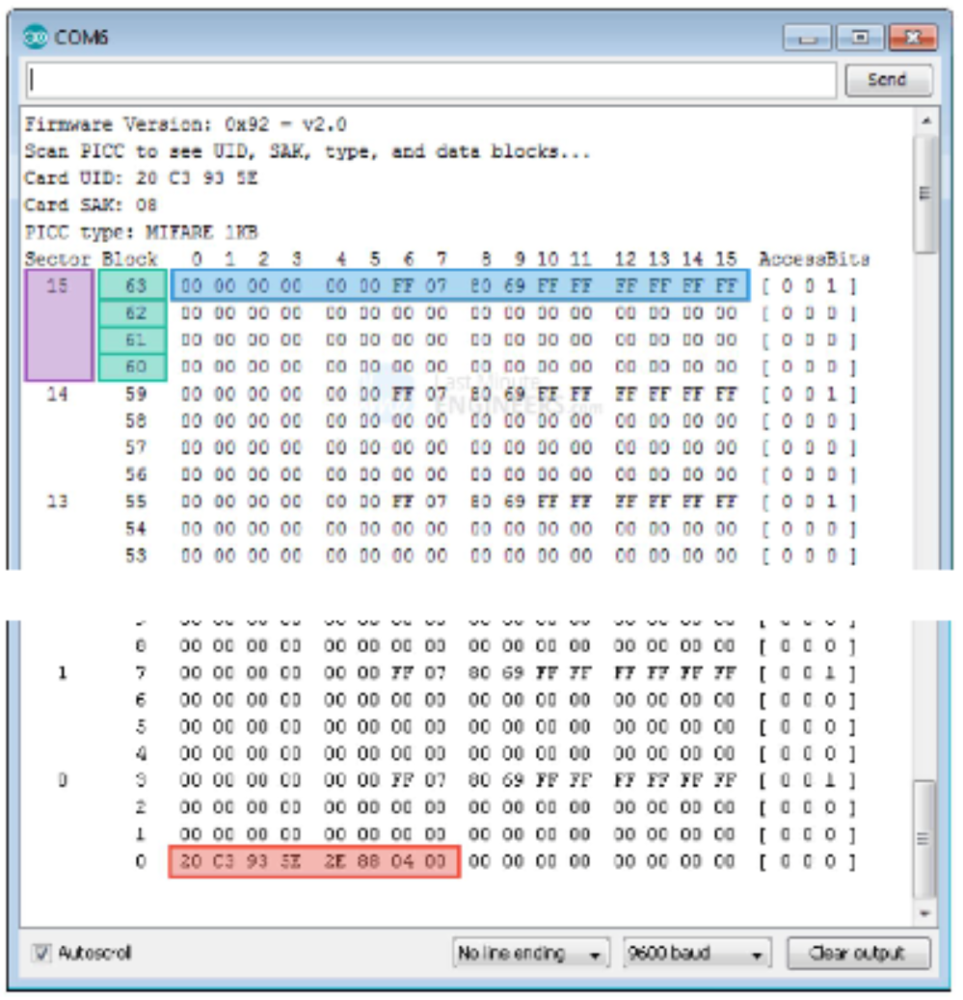 COM6
Send
Firmware Version: 0x92 = v2.0
Scan PICC to see UID, SAK, type, and data blocks...
Card UID: 20 C3 93 5E
Card SAK: 08
PICC type: MIFARE 1KB
Sector Block 0 1 2 3 4 5 6 7 8 9 10 11 12 13 14 15 AccessBits
15 63 00 00 00 00 00 00 FF 07 80 69 FF FF FF FF FF FF [ 0 0 1 ]
62 00 00 00 00 00 00 00 00 00 00 00 00 00 00 00 00 [ 0 0 0 ]
61 00 00 00 00 00 00 00 00 00 00 00 00 00 00 00 00 [ 0 0 0 ]
60 00 00 00 00 00 00 00 00 00 00 00 00 00 00 00 00 [ 0 0 0 ]
Last Minute
ENGINEERS.com
14 59 00 00 00 00 00 00 FF 07 80 69 FF FF FF FF FF FF [ 0 0 1 ]
58 00 00 00 00 00 00 00 00 00 00 00 00 00 00 00 00 [ 0 0 0 ]
57 00 00 00 00 00 00 00 00 00 00 00 00 00 00 00 00 [ 0 0 0 ]
56 00 00 00 00 00 00 00 00 00 00 00 00 00 00 00 00 [ 0 0 0 ]
13 55 00 00 00 00 00 00 FF 07 80 69 FF FF FF FF FF FF [ 0 0 1 ]
54 00 00 00 00 00 00 00 00 00 00 00 00 00 00 00 00 [ 0 0 0 ]
53 00 00 00 00 00 00 00 00 00 00 00 00 00 00 00 00 [ 0 0 0 ]
8 00 00 00 00 00 00 00 00 00 00 00 00 00 00 00 00 [ 0 0 0 ]
1 7 00 00 00 00 00 00 FF 07 80 69 FF FF FF FF FF FF [ 0 0 1 ]
6 00 00 00 00 00 00 00 00 00 00 00 00 00 00 00 00 [ 0 0 0 ]
5 00 00 00 00 00 00 00 00 00 00 00 00 00 00 00 00 [ 0 0 0 ]
4 00 00 00 00 00 00 00 00 00 00 00 00 00 00 00 00 [ 0 0 0 ]
0 3 00 00 00 00 00 00 FF 07 80 69 FF FF FF FF FF FF [ 0 0 1 ]
2 00 00 00 00 00 00 00 00 00 00 00 00 00 00 00 00 [ 0 0 0 ]
1 00 00 00 00 00 00 00 00 00 00 00 00 00 00 00 00 [ 0 0 0 ]
0 20 C3 93 5E 2E 88 04 00 00 00 00 00 00 00 00 00 [ 0 0 0 ]
Autoscroll
No line ending
9600 baud
Clear output